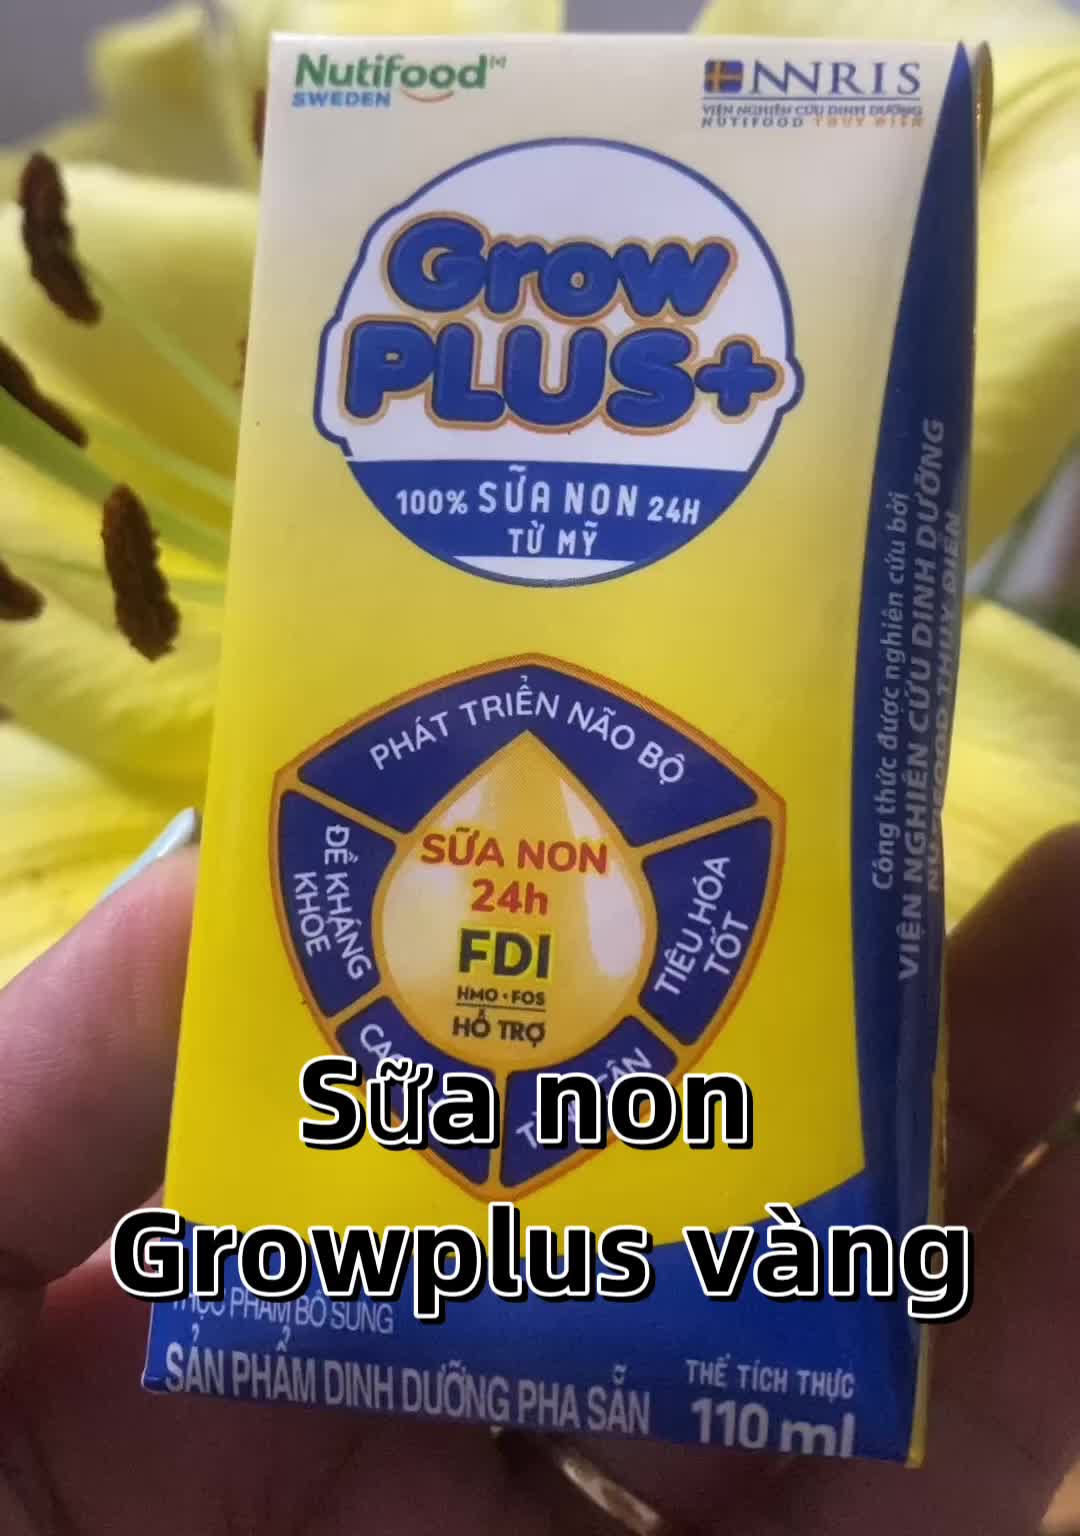 Nutifood
SWEDEN
NNRIS
VIỆN NGHIÊN CỨU DINH DƯỠNG
NUTIFOOD THỤY ĐIỂN
Grow
PLUS+
100% SỮA NON 24H
TỪ MỸ
Công thức được nghiên cứu bởi
VIỆN NGHIÊN CỨU DINH DƯỠNG
NUTIFOOD THỤY ĐIỂN
PHÁT TRIỂN NÃO BỘ
ĐỀ KHÁNG
KHỎE
TIÊU HÓA
TỐT
SỮA NON
24h
FDI
HMO • FOS
HỖ TRỢ
Sữa non
Growplus vàng
THỰC PHẨM BỔ SUNG
SẢN PHẨM DINH DƯỠNG PHA SẴN
THỂ TÍCH THỰC
110 ml